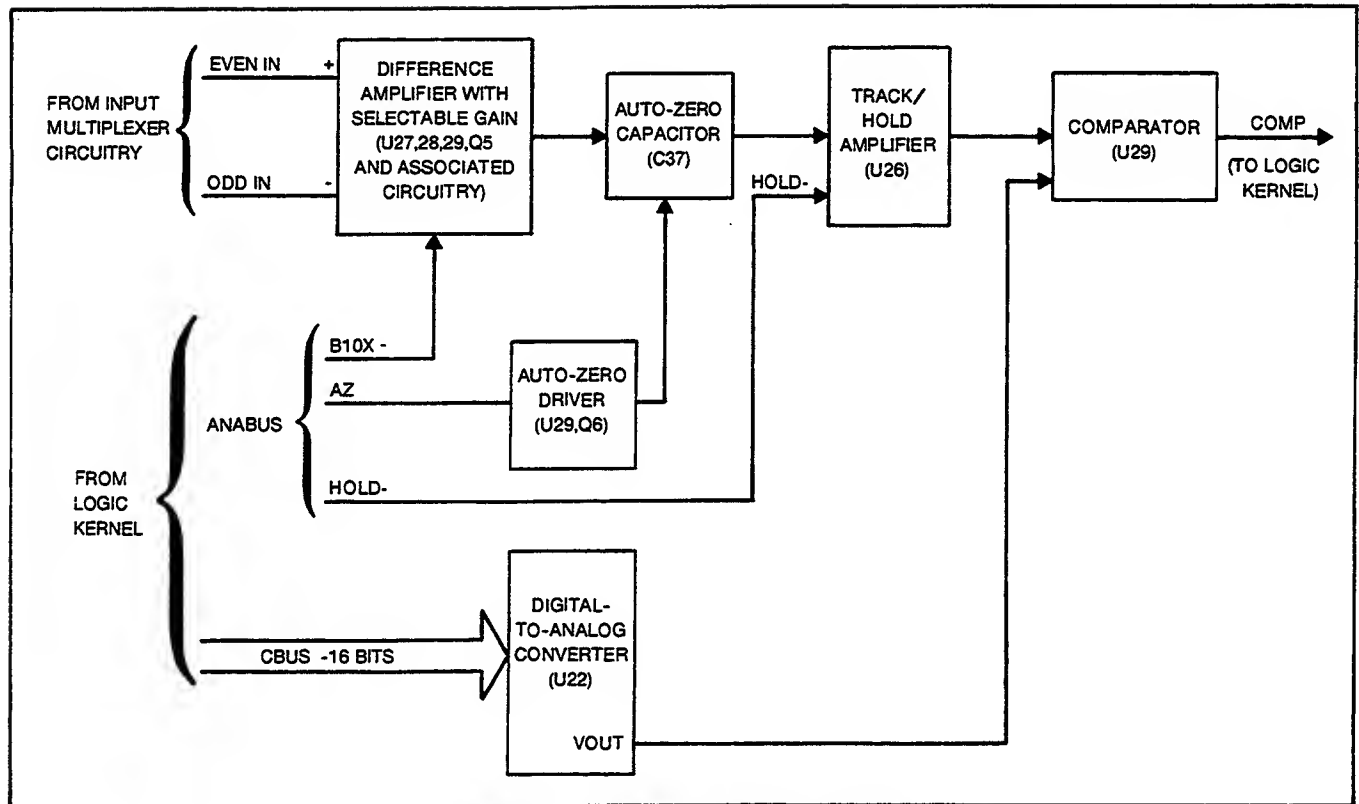 FROM INPUT
MULTIPLEXER
CIRCUITRY
EVEN IN
+
ODD IN
-
DIFFERENCE
AMPLIFIER WITH
SELECTABLE GAIN
(U27,28,29,Q5
AND ASSOCIATED
CIRCUITRY)
AUTO-ZERO
CAPACITOR
(C37)
HOLD-
TRACK/
HOLD
AMPLIFIER
(U26)
COMPARATOR
(U29)
COMP
(TO LOGIC
KERNEL)
FROM
LOGIC
KERNEL
ANABUS
B10X -
AZ
HOLD-
AUTO-ZERO
DRIVER
(U29,Q6)
CBUS -16 BITS
DIGITAL-
TO-ANALOG
CONVERTER
(U22)
VOUT